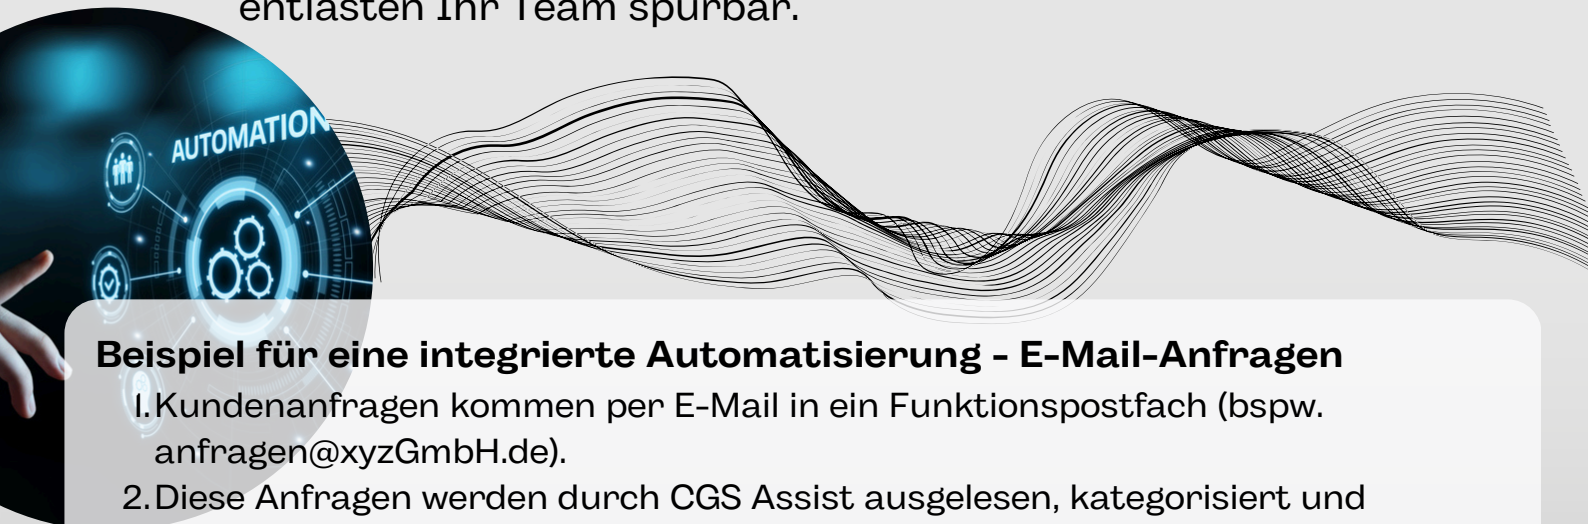 entlasten Ihr Team spürbar.
AUTOMATION
Beispiel für eine integrierte Automatisierung - E-Mail-Anfragen
1. Kundenanfragen kommen per E-Mail in ein Funktionspostfach (bspw.
anfragen@xyzGmbH.de).
2. Diese Anfragen werden durch CGS Assist ausgelesen, kategorisiert und